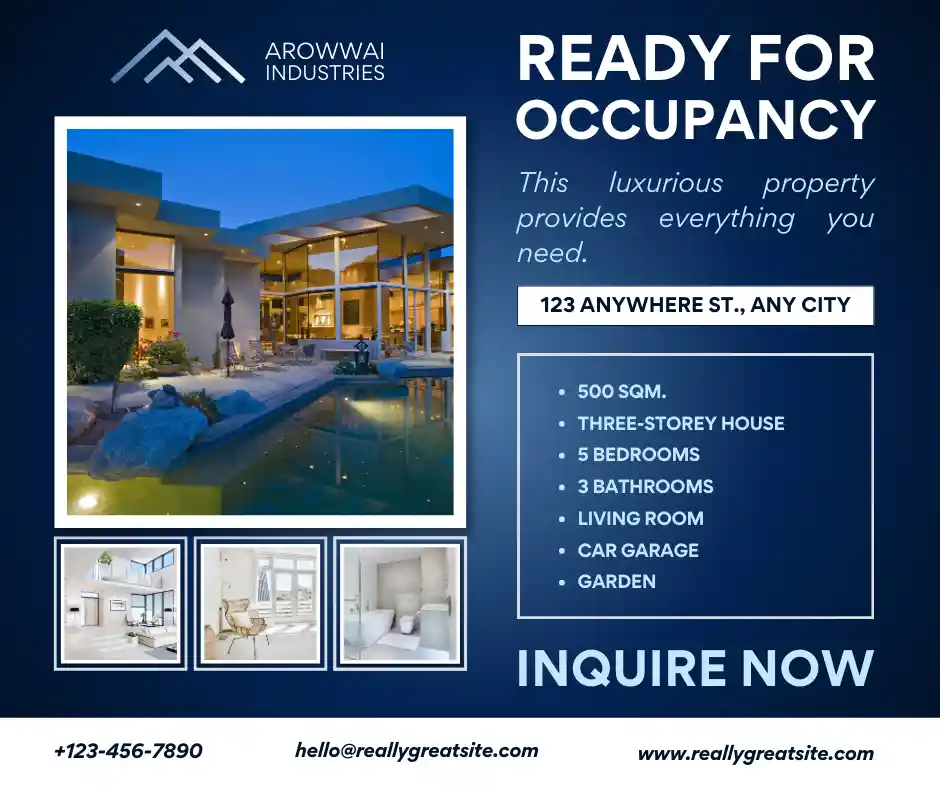 AROWWAI
INDUSTRIES
READY FOR
OCCUPANCY
This luxurious property
provides everything you
need.
123 ANYWHERE ST., ANY CITY
• 500 SQM.
• THREE-STOREY HOUSE
• 5 BEDROOMS
• 3 BATHROOMS
• LIVING ROOM
• CAR GARAGE
• GARDEN
INQUIRE NOW
+123-456-7890
hello@reallygreatsite.com
www.reallygreatsite.com